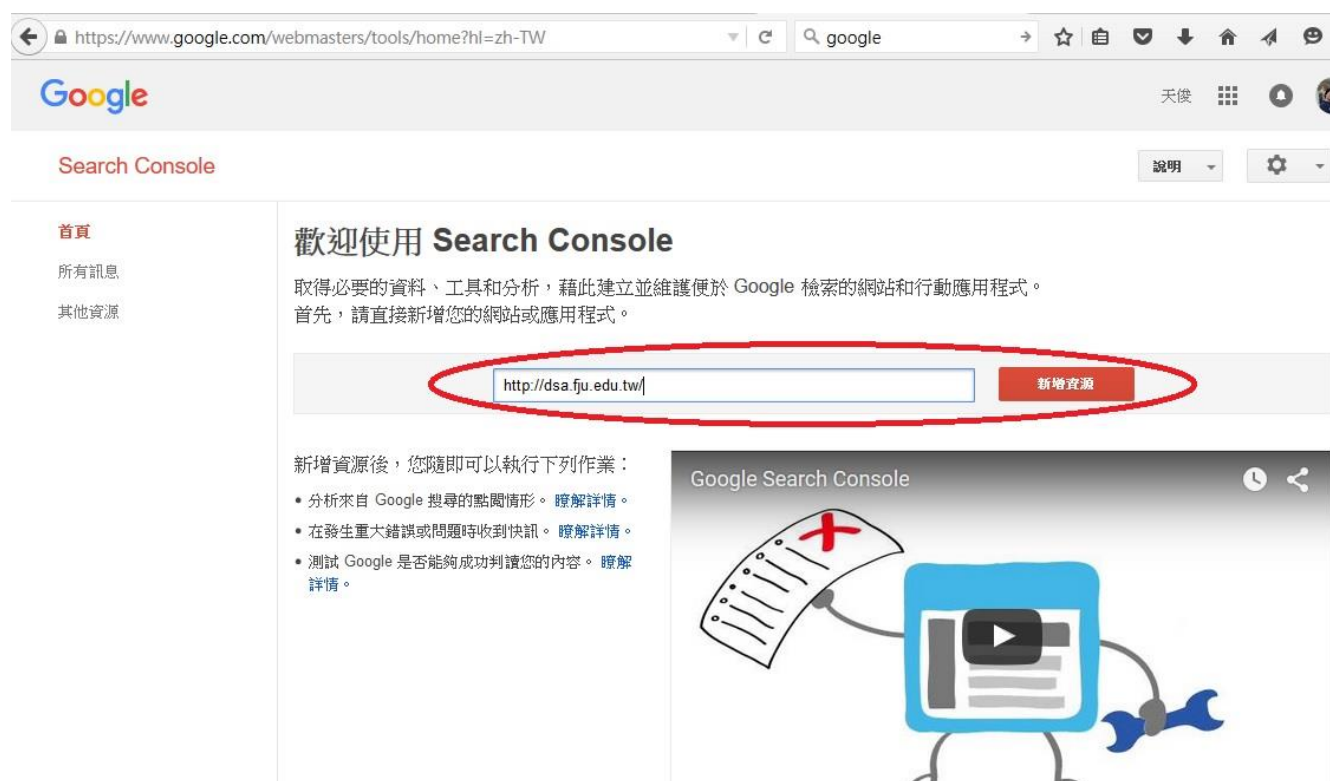 https://www.google.com/webmasters/tools/home?hl=zh-TW
google
Google
天俊
Search Console
說明
首頁
所有訊息
其他資源
歡迎使用 Search Console
取得必要的資料、工具和分析，藉此建立並維護便於 Google 檢索的網站和行動應用程式。
首先，請直接新增您的網站或應用程式。
http://dsa.fju.edu.tw/
新增資源
新增資源後，您隨即可以執行下列作業：
• 分析來自 Google 搜尋的點閱情形。 瞭解詳情。
• 在發生重大錯誤或問題時收到快訊。 瞭解詳情。
• 測試 Google 是否能夠成功判讀您的內容。 瞭解
詳情。
Google Search Console